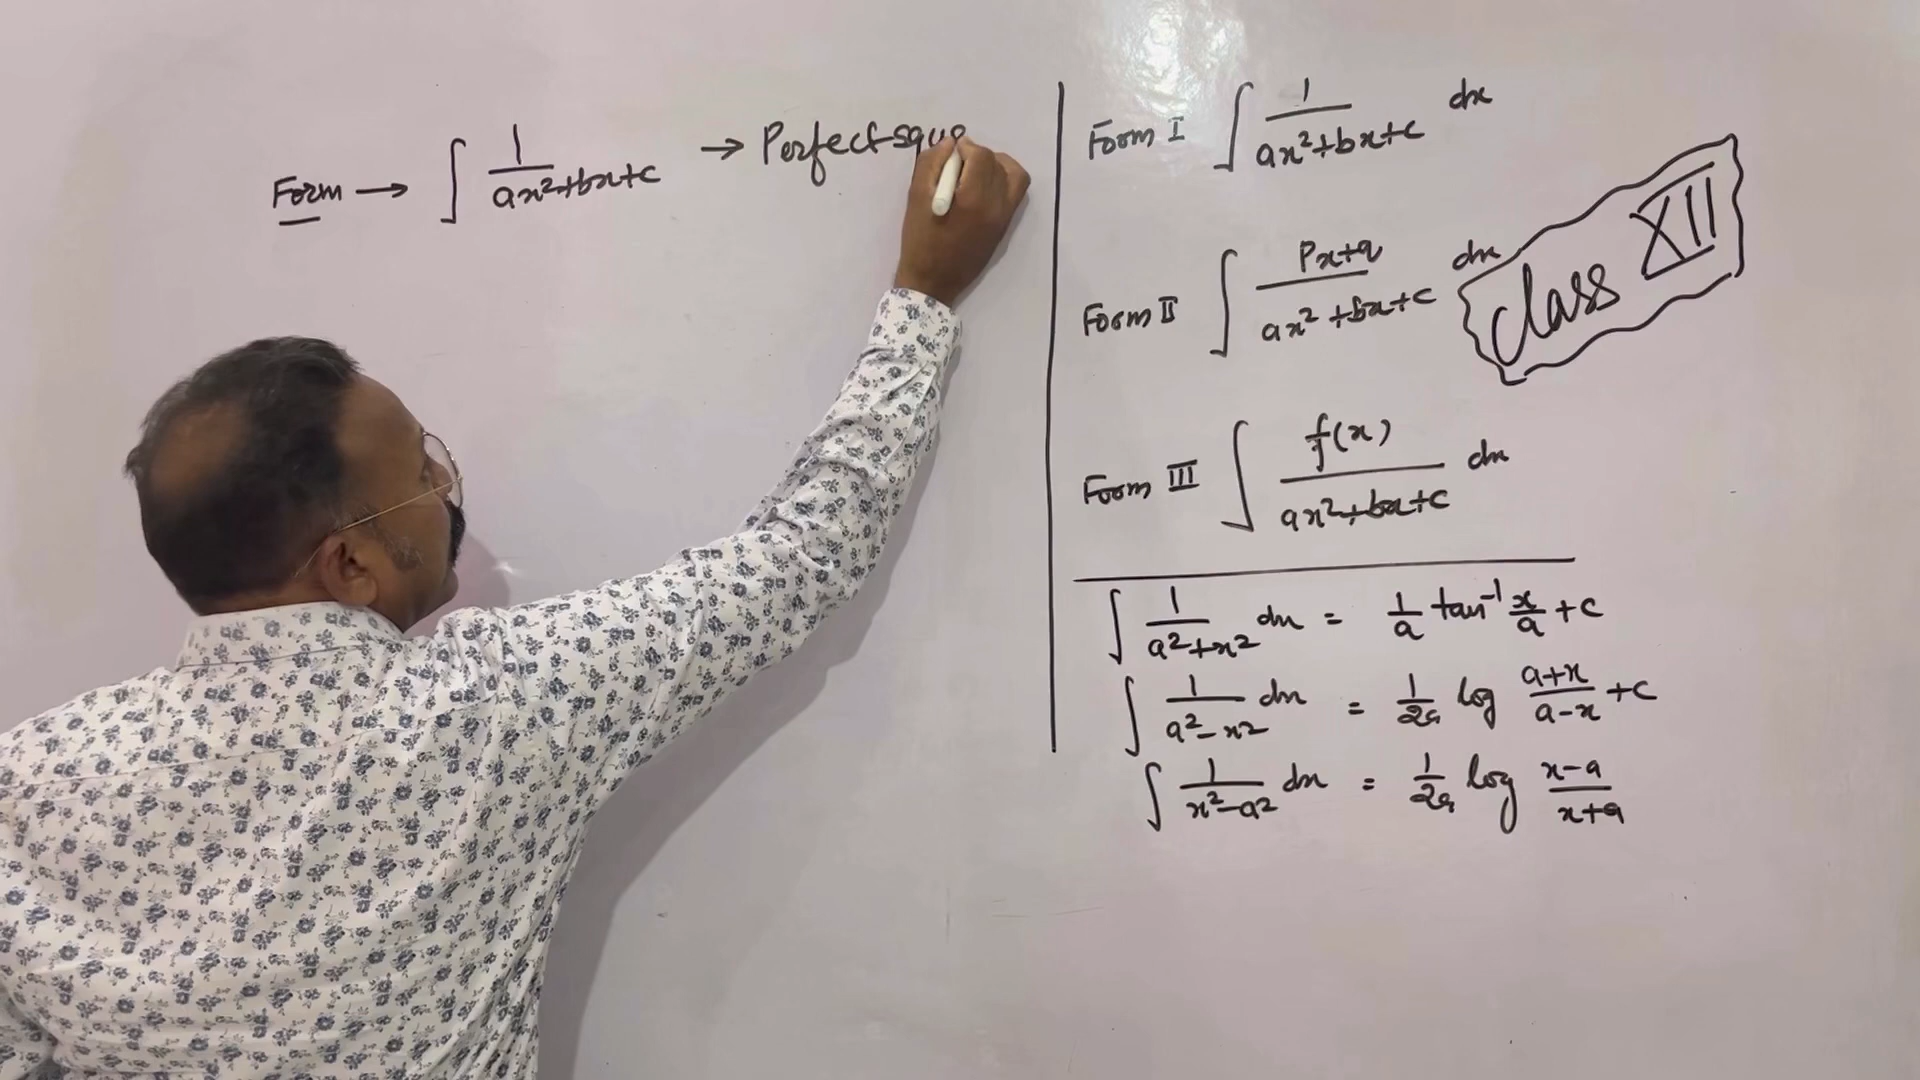 Form → ∫ 1/(ax²+bx+c) → Perfect squa
Form I ∫ 1/(ax²+bx+c) dx
Form II ∫ (Px+q)/(ax²+bx+c) dx
Class XII
Form III ∫ f(x)/(ax²+bx+c) dx
∫ 1/(a²+x²) dx = 1/a tan⁻¹ x/a + c
∫ 1/(a²-x²) dx = 1/2a log (a+x)/(a-x) + c
∫ 1/(x²-a²) dx = 1/2a log (x-a)/(x+a)